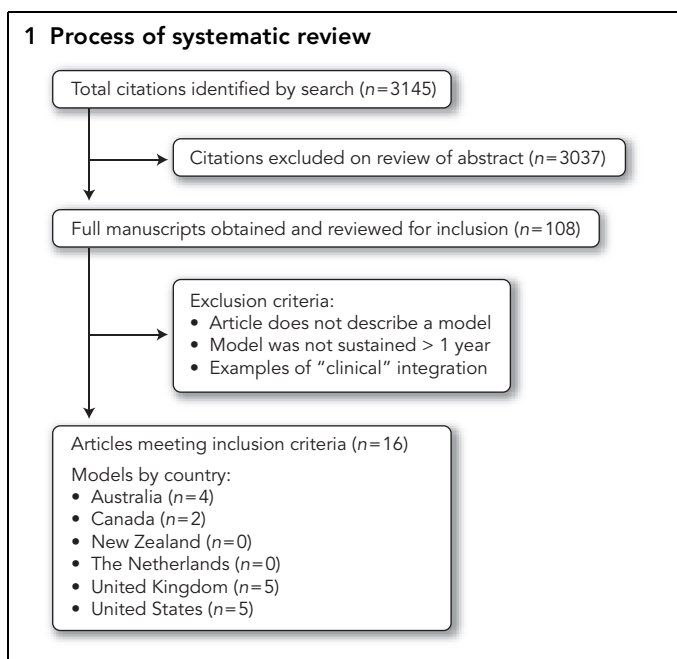 1 Process of systematic review
Total citations identified by search (n=3145)
Citations excluded on review of abstract (n=3037)
Full manuscripts obtained and reviewed for inclusion (n=108)
Exclusion criteria:
• Article does not describe a model
• Model was not sustained > 1 year
• Examples of “clinical” integration
Articles meeting inclusion criteria (n=16)
Models by country:
• Australia (n=4)
• Canada (n=2)
• New Zealand (n=0)
• The Netherlands (n=0)
• United Kingdom (n=5)
• United States (n=5)